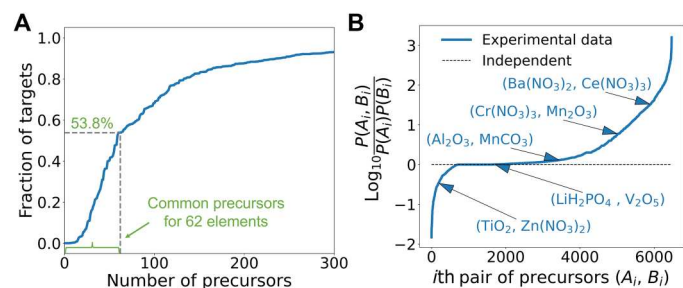 A
Fraction of targets
1.0
0.8
0.6
0.4
0.2
0.0
53.8%
Common precursors
for 62 elements
0 100 200 300
Number of precursors
B
Log10 P(Ai, Bi) / P(Ai)P(Bi)
3
2
1
0
−1
−2
Experimental data
Independent
(Ba(NO3)2, Ce(NO3)3)
(Cr(NO3)3, Mn2O3)
(Al2O3, MnCO3)
(LiH2PO4 , V2O5)
(TiO2, Zn(NO3)2)
0 2000 4000 6000
ith pair of precursors (Ai, Bi)